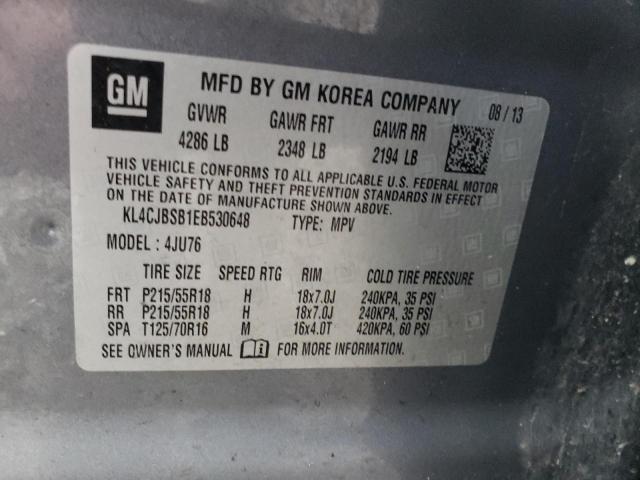 GM
MFD BY GM KOREA COMPANY 08 / 13
GVWR GAWR FRT GAWR RR
4286 LB 2348 LB 2194 LB
THIS VEHICLE CONFORMS TO ALL APPLICABLE U.S. FEDERAL MOTOR
VEHICLE SAFETY AND THEFT PREVENTION STANDARDS IN EFFECT
ON THE DATE OF MANUFACTURE SHOWN ABOVE.
KL4CJBSB1EB530648 TYPE: MPV
MODEL : 4JU76
TIRE SIZE SPEED RTG RIM COLD TIRE PRESSURE
FRT P215/55R18 H 18x7.0J 240KPA, 35 PSI
RR P215/55R18 H 18x7.0J 240KPA, 35 PSI
SPA T125/70R16 M 16x4.0T 420KPA, 60 PSI
SEE OWNER'S MANUAL FOR MORE INFORMATION.